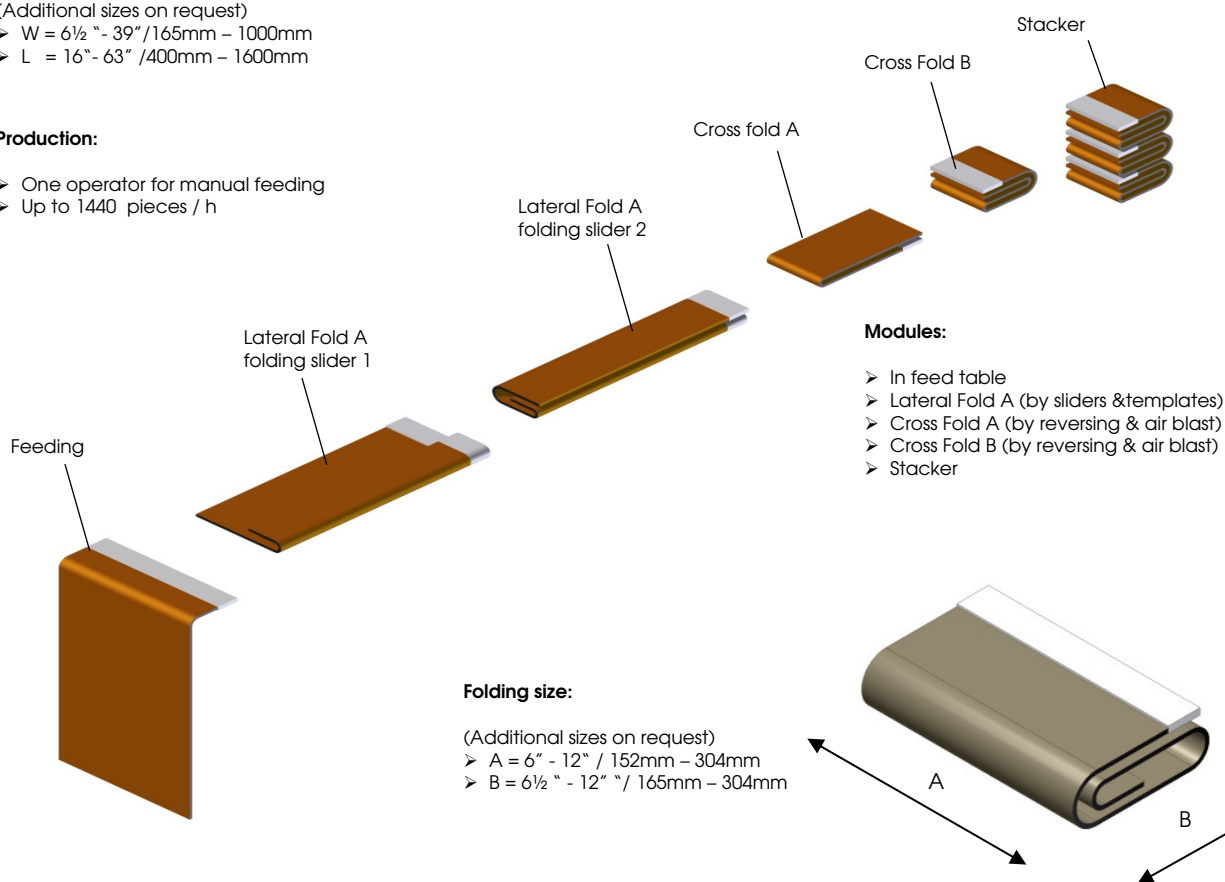 (Additional sizes on request)
➢ W = 6½ “- 39”/165mm – 1000mm
➢ L = 16“- 63” /400mm – 1600mm
Production:
➢ One operator for manual feeding
➢ Up to 1440 pieces / h
Stacker
Cross Fold B
Cross fold A
Lateral Fold A
folding slider 2
Lateral Fold A
folding slider 1
Feeding
Modules:
➢ In feed table
➢ Lateral Fold A (by sliders &templates)
➢ Cross Fold A (by reversing & air blast)
➢ Cross Fold B (by reversing & air blast)
➢ Stacker
Folding size:
(Additional sizes on request)
➢ A = 6” - 12“ / 152mm – 304mm
➢ B = 6½ “ - 12” “/ 165mm – 304mm
A
B